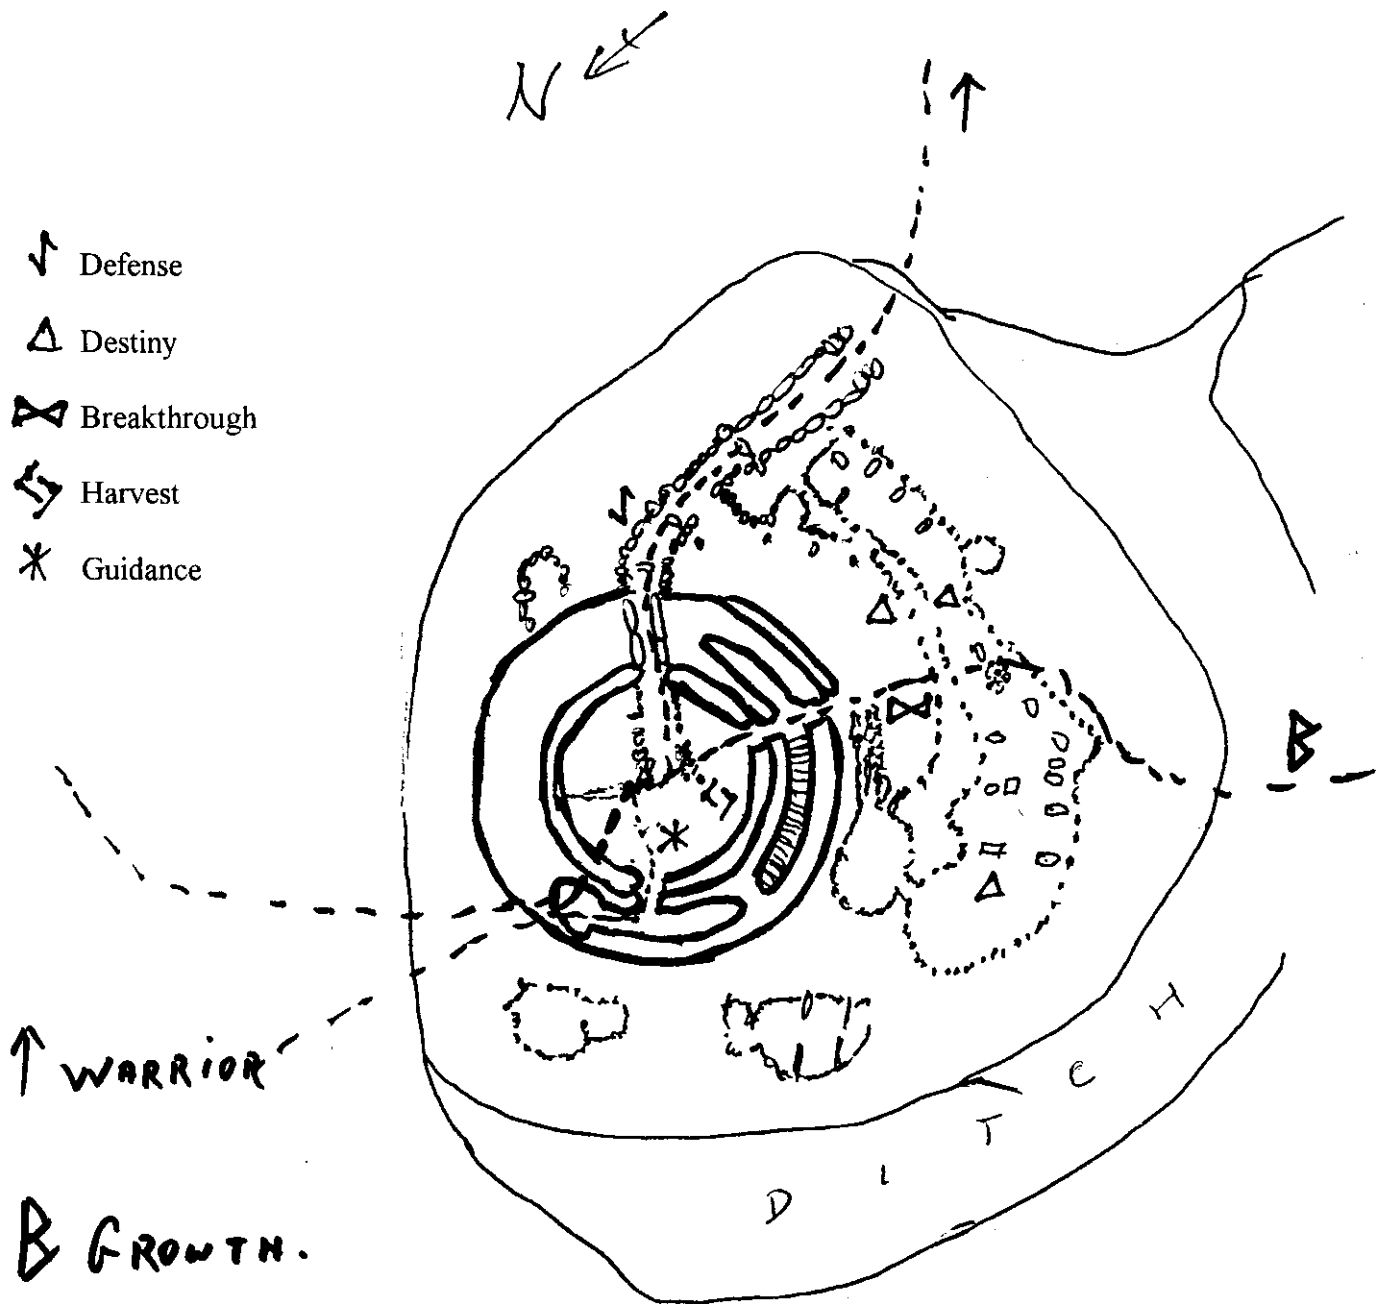 N
Defense
Destiny
Breakthrough
Harvest
Guidance
B
WARRIOR
B GROWTH.
DITCH